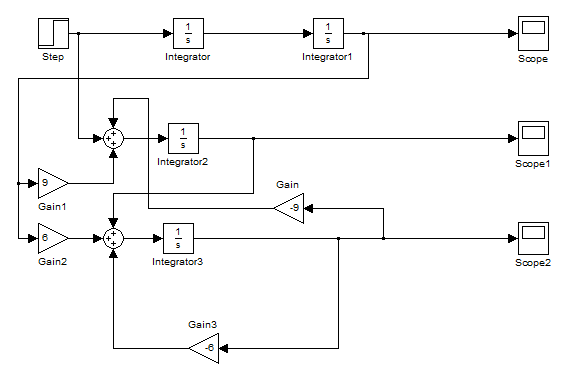 1
s
1
s
Step
Integrator
Integrator1
Scope
1
s
Integrator2
Scope1
9
Gain1
Gain
-9
6
Gain2
1
s
Integrator3
Scope2
Gain3
-6